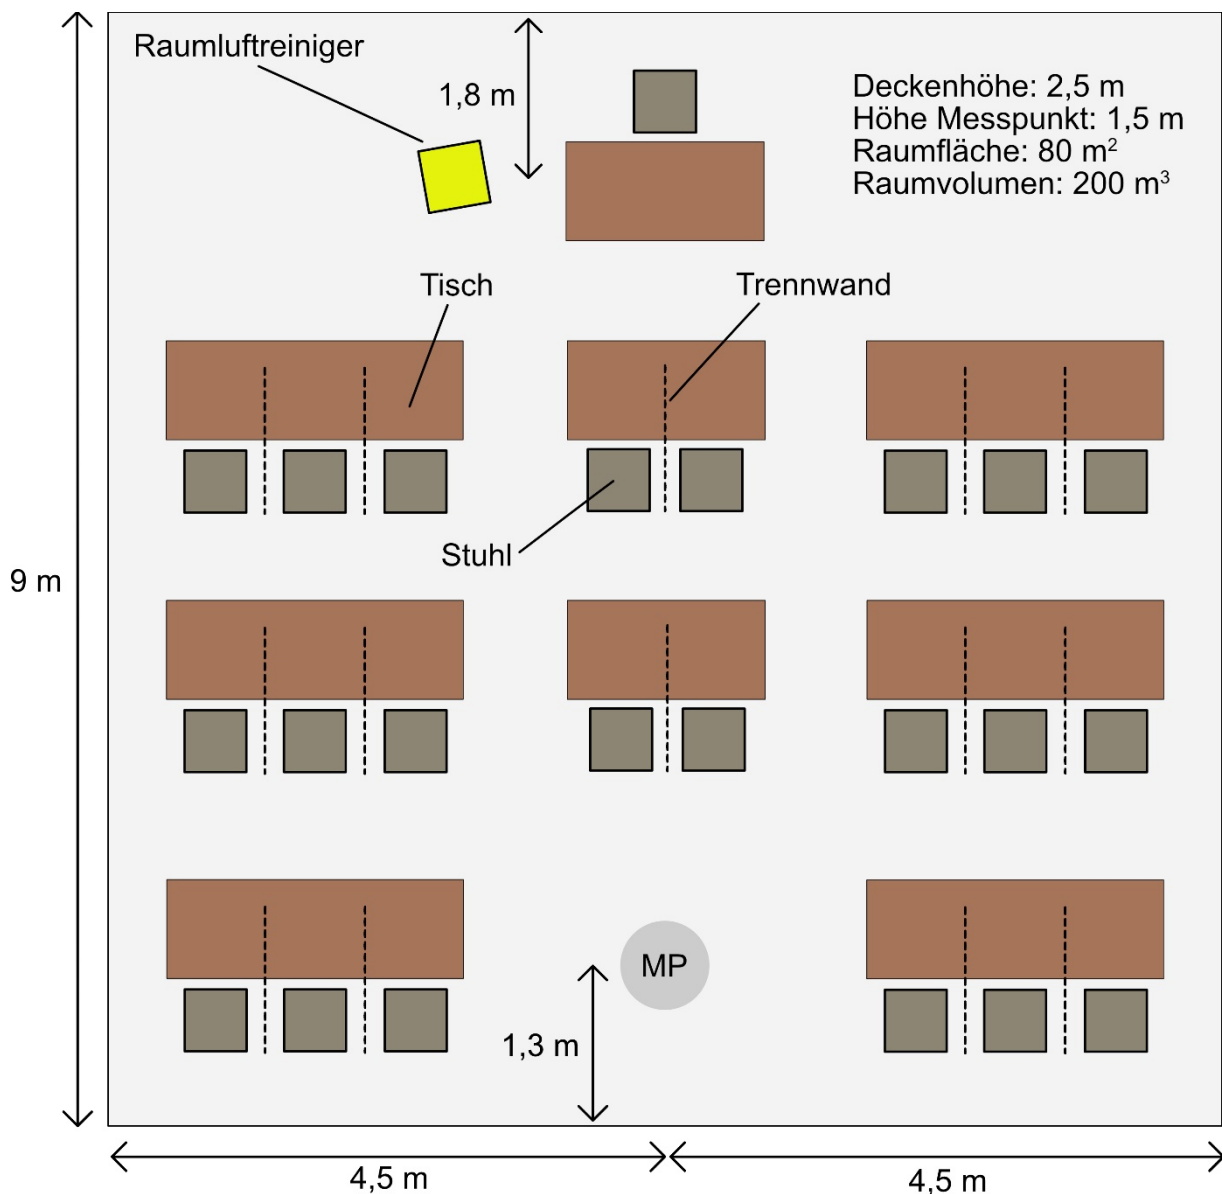 Raumluftreiniger
1,8 m
Deckenhöhe: 2,5 m
Höhe Messpunkt: 1,5 m
Raumfläche: 80 m²
Raumvolumen: 200 m³
Tisch
Trennwand
Stuhl
9 m
MP
1,3 m
4,5 m
4,5 m